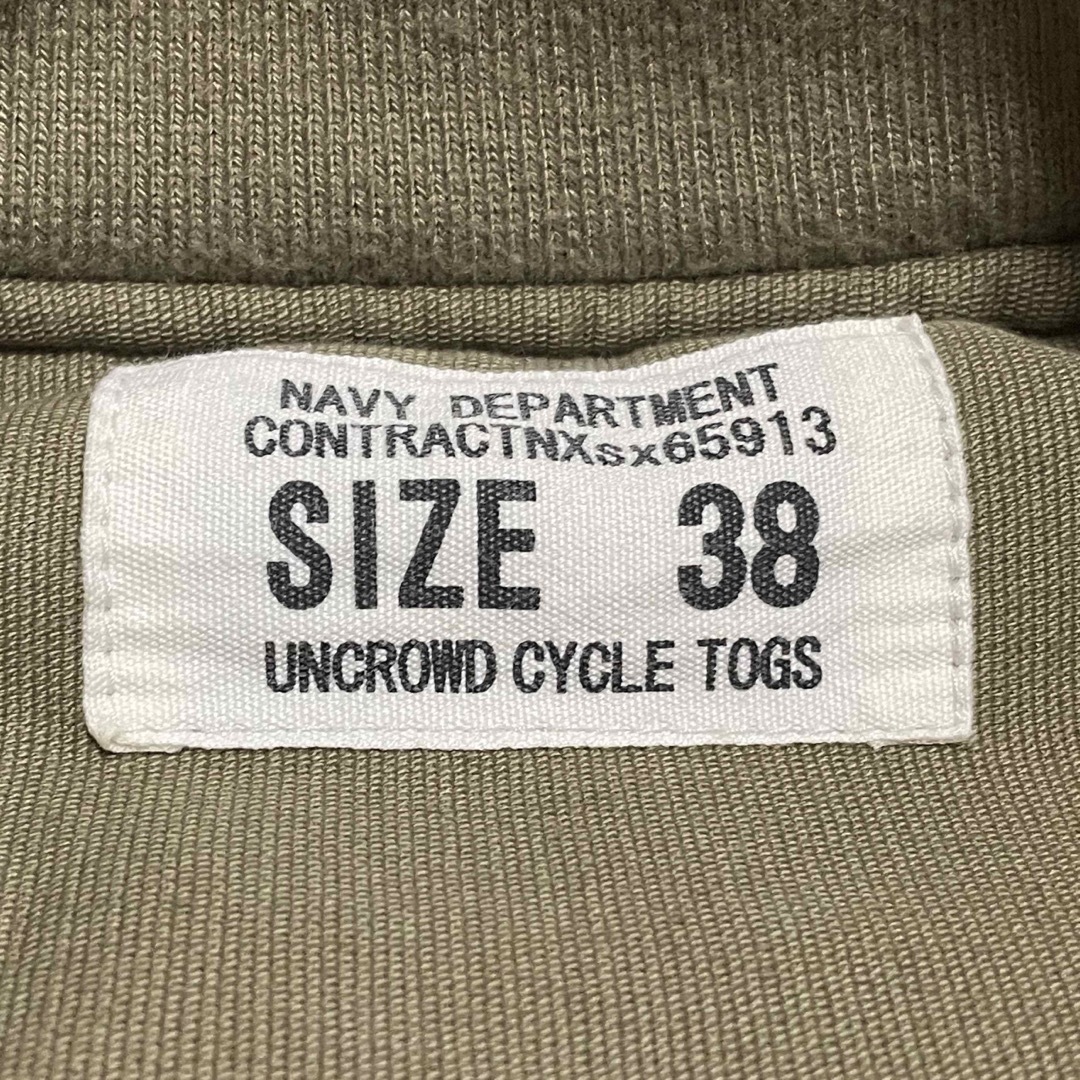 NAVY DEPARTMENT
CONTRACTNXsx65913
SIZE 38
UNCROWD CYCLE TOGS